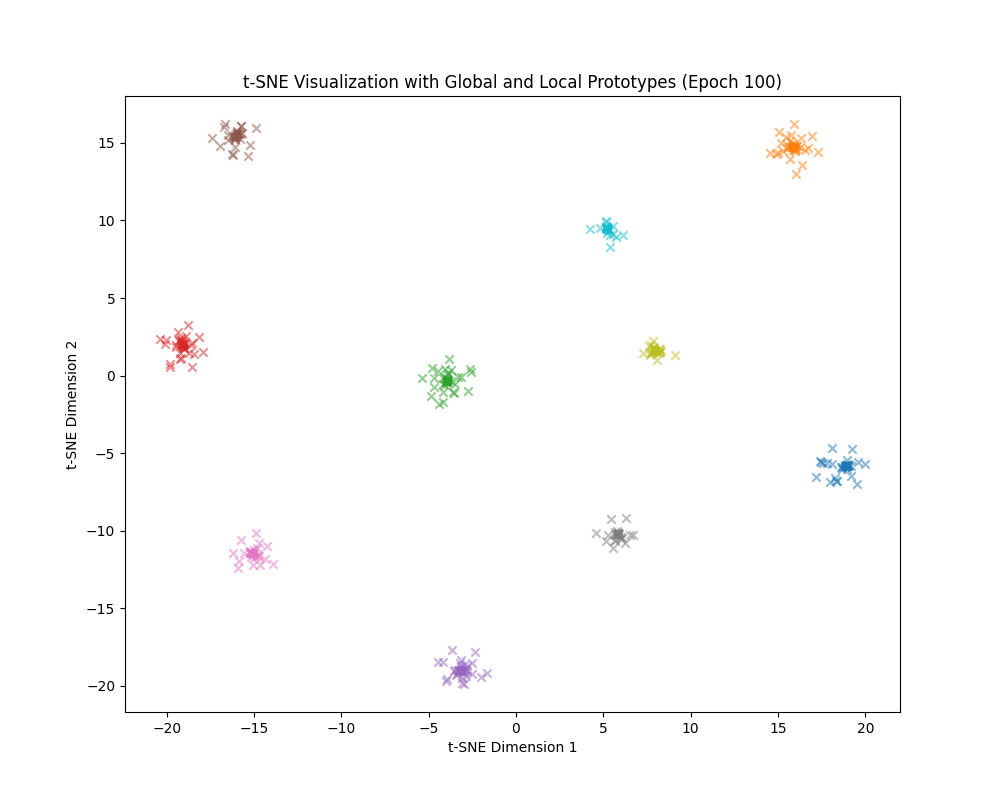 t-SNE Visualization with Global and Local Prototypes (Epoch 100)
t-SNE Dimension 2
15
10
5
0
−5
−10
−15
−20
−20 −15 −10 −5 0 5 10 15 20
t-SNE Dimension 1